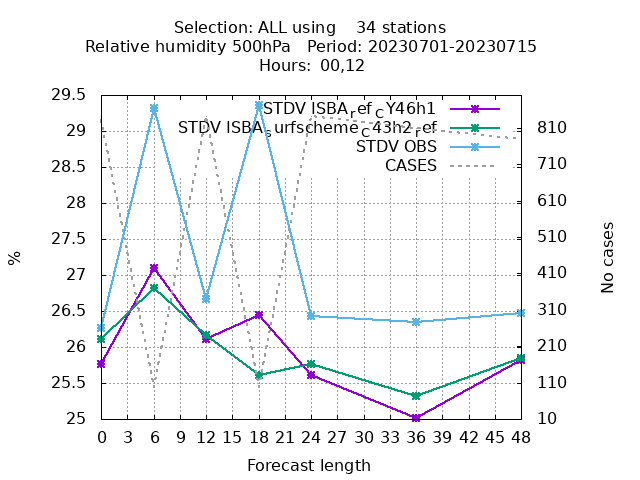 Selection: ALL using    34 stations
Relative humidity 500hPa   Period: 20230701-20230715
Hours: 00,12
STDV ISBA_ref_CY46h1
STDV ISBA_surfscheme_C43h2_ref
STDV OBS
CASES
29.5
29
28.5
28
27.5
27
26.5
26
25.5
25
%
810
710
610
510
410
310
210
110
10
No cases
0 3 6 9 12 15 18 21 24 27 30 33 36 39 42 45 48
Forecast length